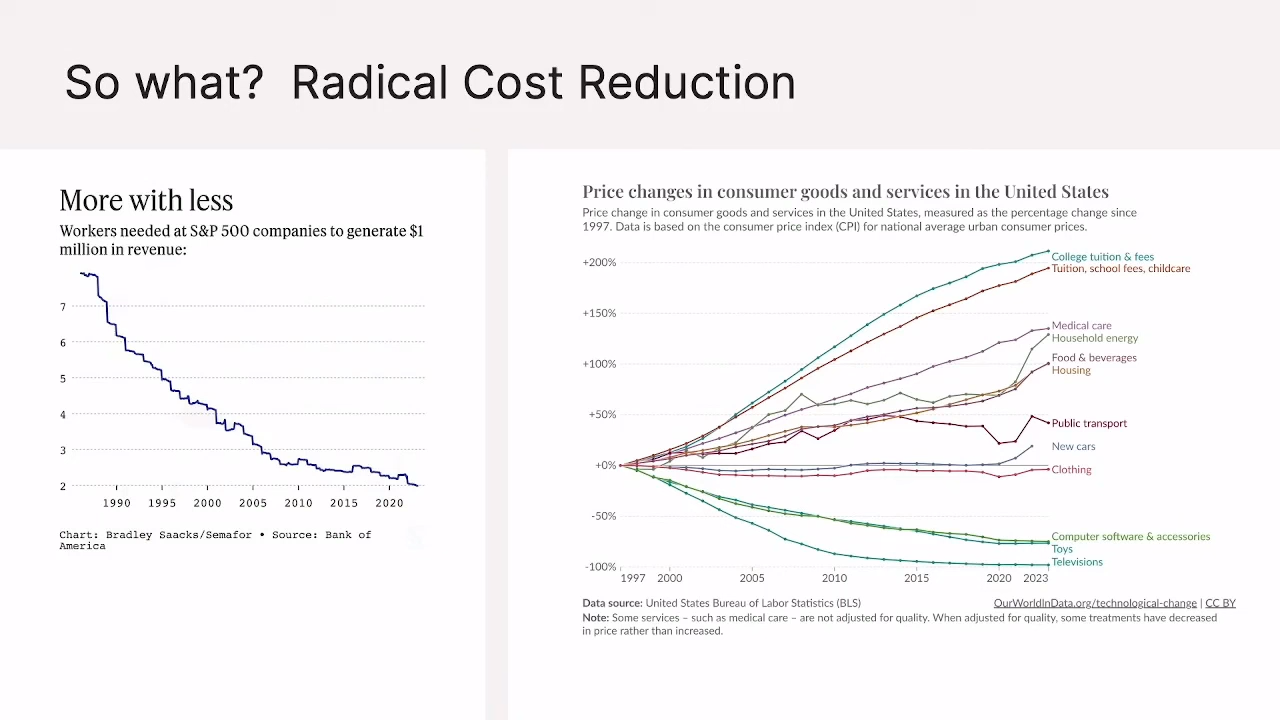 So what?  Radical Cost Reduction
More with less
Workers needed at S&P 500 companies to generate $1
million in revenue:
7
6
5
4
3
2
1990 1995 2000 2005 2010 2015 2020
Chart: Bradley Saacks/Semafor • Source: Bank of
America
Price changes in consumer goods and services in the United States
Price change in consumer goods and services in the United States, measured as the percentage change since
1997. Data is based on the consumer price index (CPI) for national average urban consumer prices.
+200%
+150%
+100%
+50%
+0%
-50%
-100%
College tuition & fees
Tuition, school fees, childcare
Medical care
Household energy
Food & beverages
Housing
Public transport
New cars
Clothing
Computer software & accessories
Toys
Televisions
1997 2000 2005 2010 2015 2020 2023
Data source: United States Bureau of Labor Statistics (BLS)
OurWorldInData.org/technological-change | CC BY
Note: Some services – such as medical care – are not adjusted for quality. When adjusted for quality, some treatments have decreased
in price rather than increased.